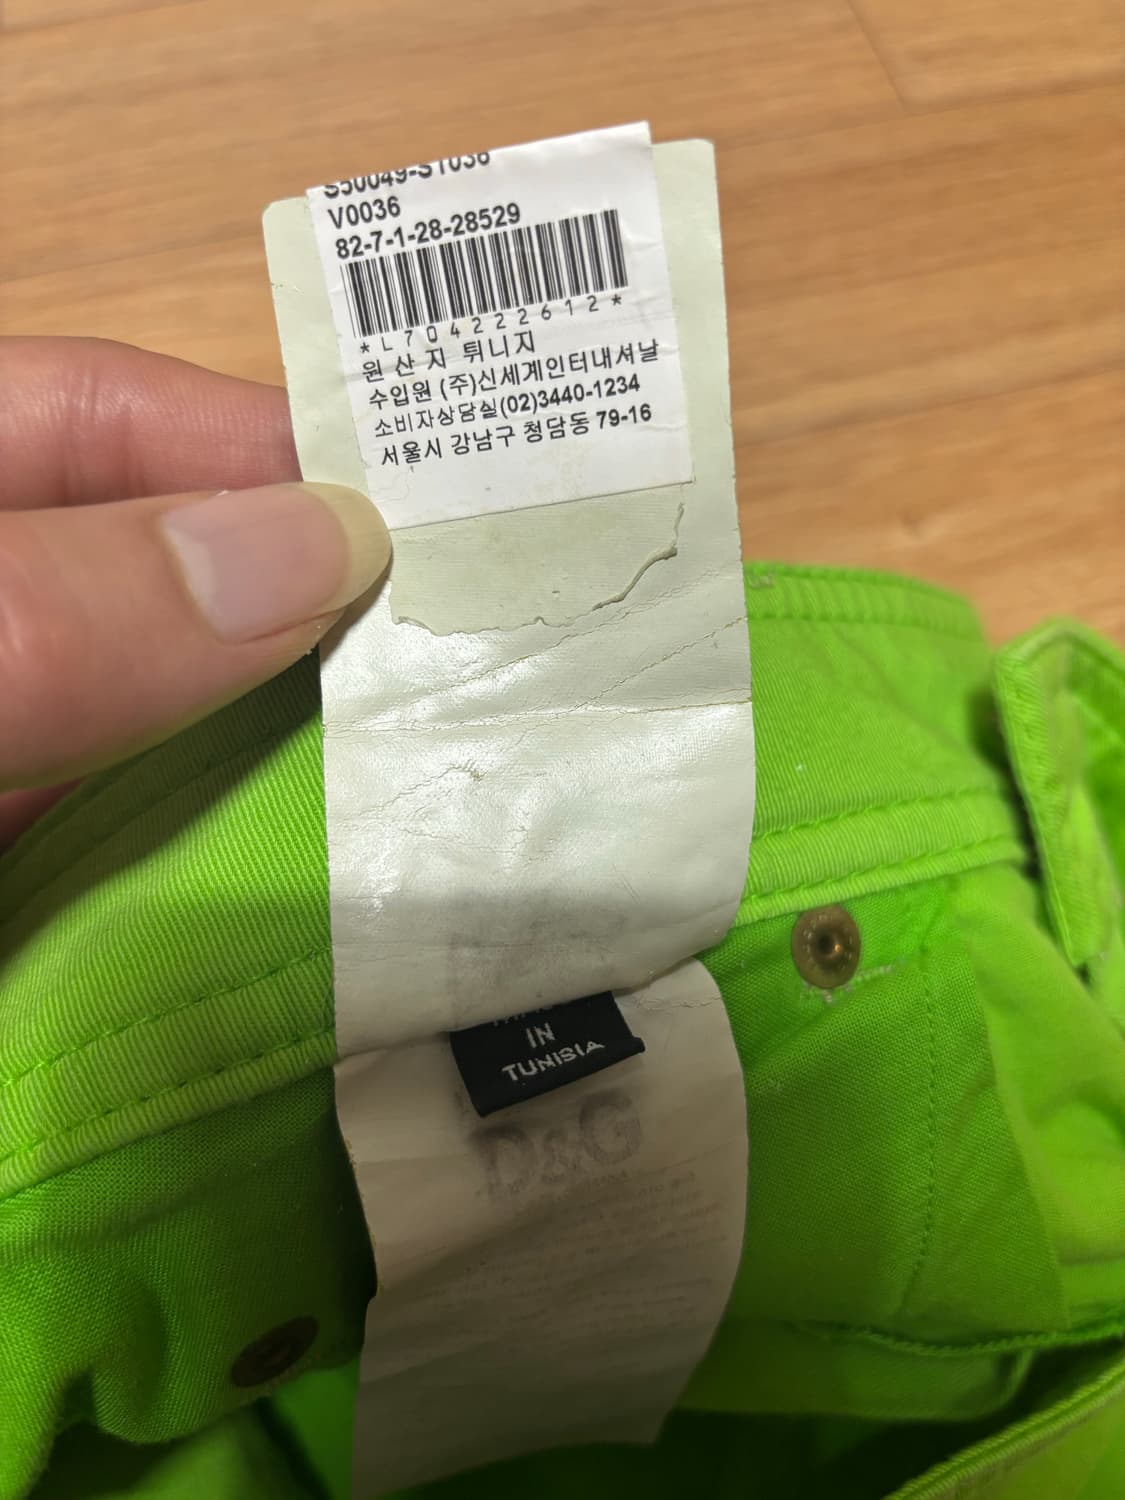 S50049-S1036
V0036
82-7-1-28-28529
*L704222612*
원 산 지 튀니지
수입원 (주)신세계인터내셔날
소비자상담실(02)3440-1234
서울시 강남구 청담동 79-16
IN
TUNISIA
D&G